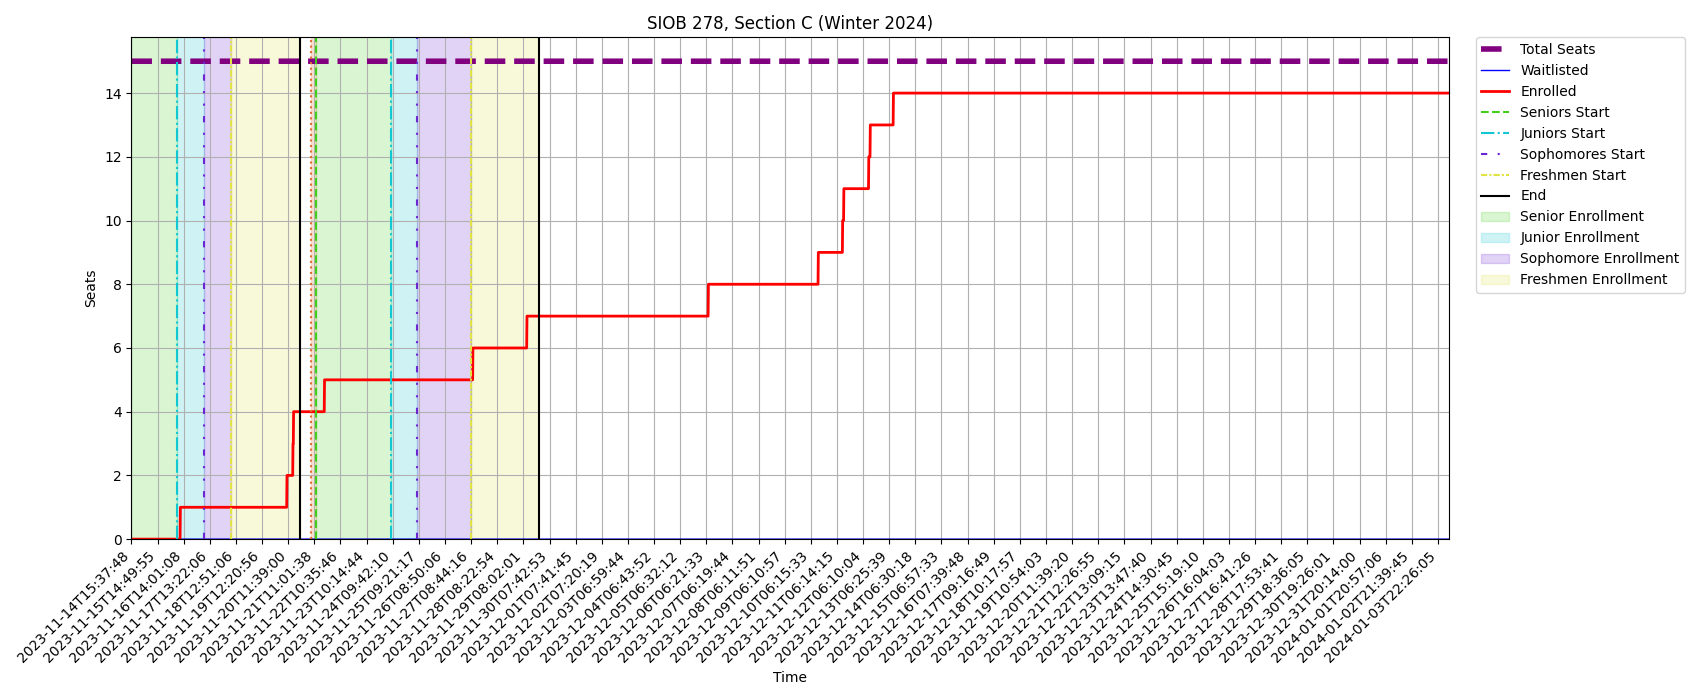 SIOB 278, Section C (Winter 2024)
Seats
14
12
10
8
6
4
2
0
2023-11-14T15:37:48
2023-11-15T14:49:55
2023-11-16T14:01:08
2023-11-17T13:22:06
2023-11-18T12:51:06
2023-11-19T12:20:56
2023-11-20T11:39:00
2023-11-21T11:01:38
2023-11-22T10:35:46
2023-11-23T10:14:44
2023-11-24T09:42:10
2023-11-25T09:21:17
2023-11-26T08:50:06
2023-11-27T08:44:16
2023-11-28T08:22:54
2023-11-29T08:02:01
2023-11-30T07:42:53
2023-12-01T07:41:45
2023-12-02T07:20:19
2023-12-03T06:59:44
2023-12-04T06:43:52
2023-12-05T06:32:12
2023-12-06T06:21:33
2023-12-07T06:19:44
2023-12-08T06:11:51
2023-12-09T06:10:57
2023-12-10T06:15:33
2023-12-11T06:14:15
2023-12-12T06:10:04
2023-12-13T06:25:39
2023-12-14T06:30:18
2023-12-15T06:57:33
2023-12-16T07:39:48
2023-12-17T09:16:49
2023-12-18T10:17:57
2023-12-19T10:54:03
2023-12-20T11:39:20
2023-12-21T12:26:55
2023-12-22T13:09:15
2023-12-23T13:47:40
2023-12-24T14:30:45
2023-12-25T15:19:10
2023-12-26T16:04:03
2023-12-27T16:41:26
2023-12-28T17:53:41
2023-12-29T18:36:05
2023-12-30T19:26:01
2023-12-31T20:14:00
2024-01-01T20:57:06
2024-01-02T21:39:45
2024-01-03T22:26:05
Time
Total Seats
Waitlisted
Enrolled
Seniors Start
Juniors Start
Sophomores Start
Freshmen Start
End
Senior Enrollment
Junior Enrollment
Sophomore Enrollment
Freshmen Enrollment